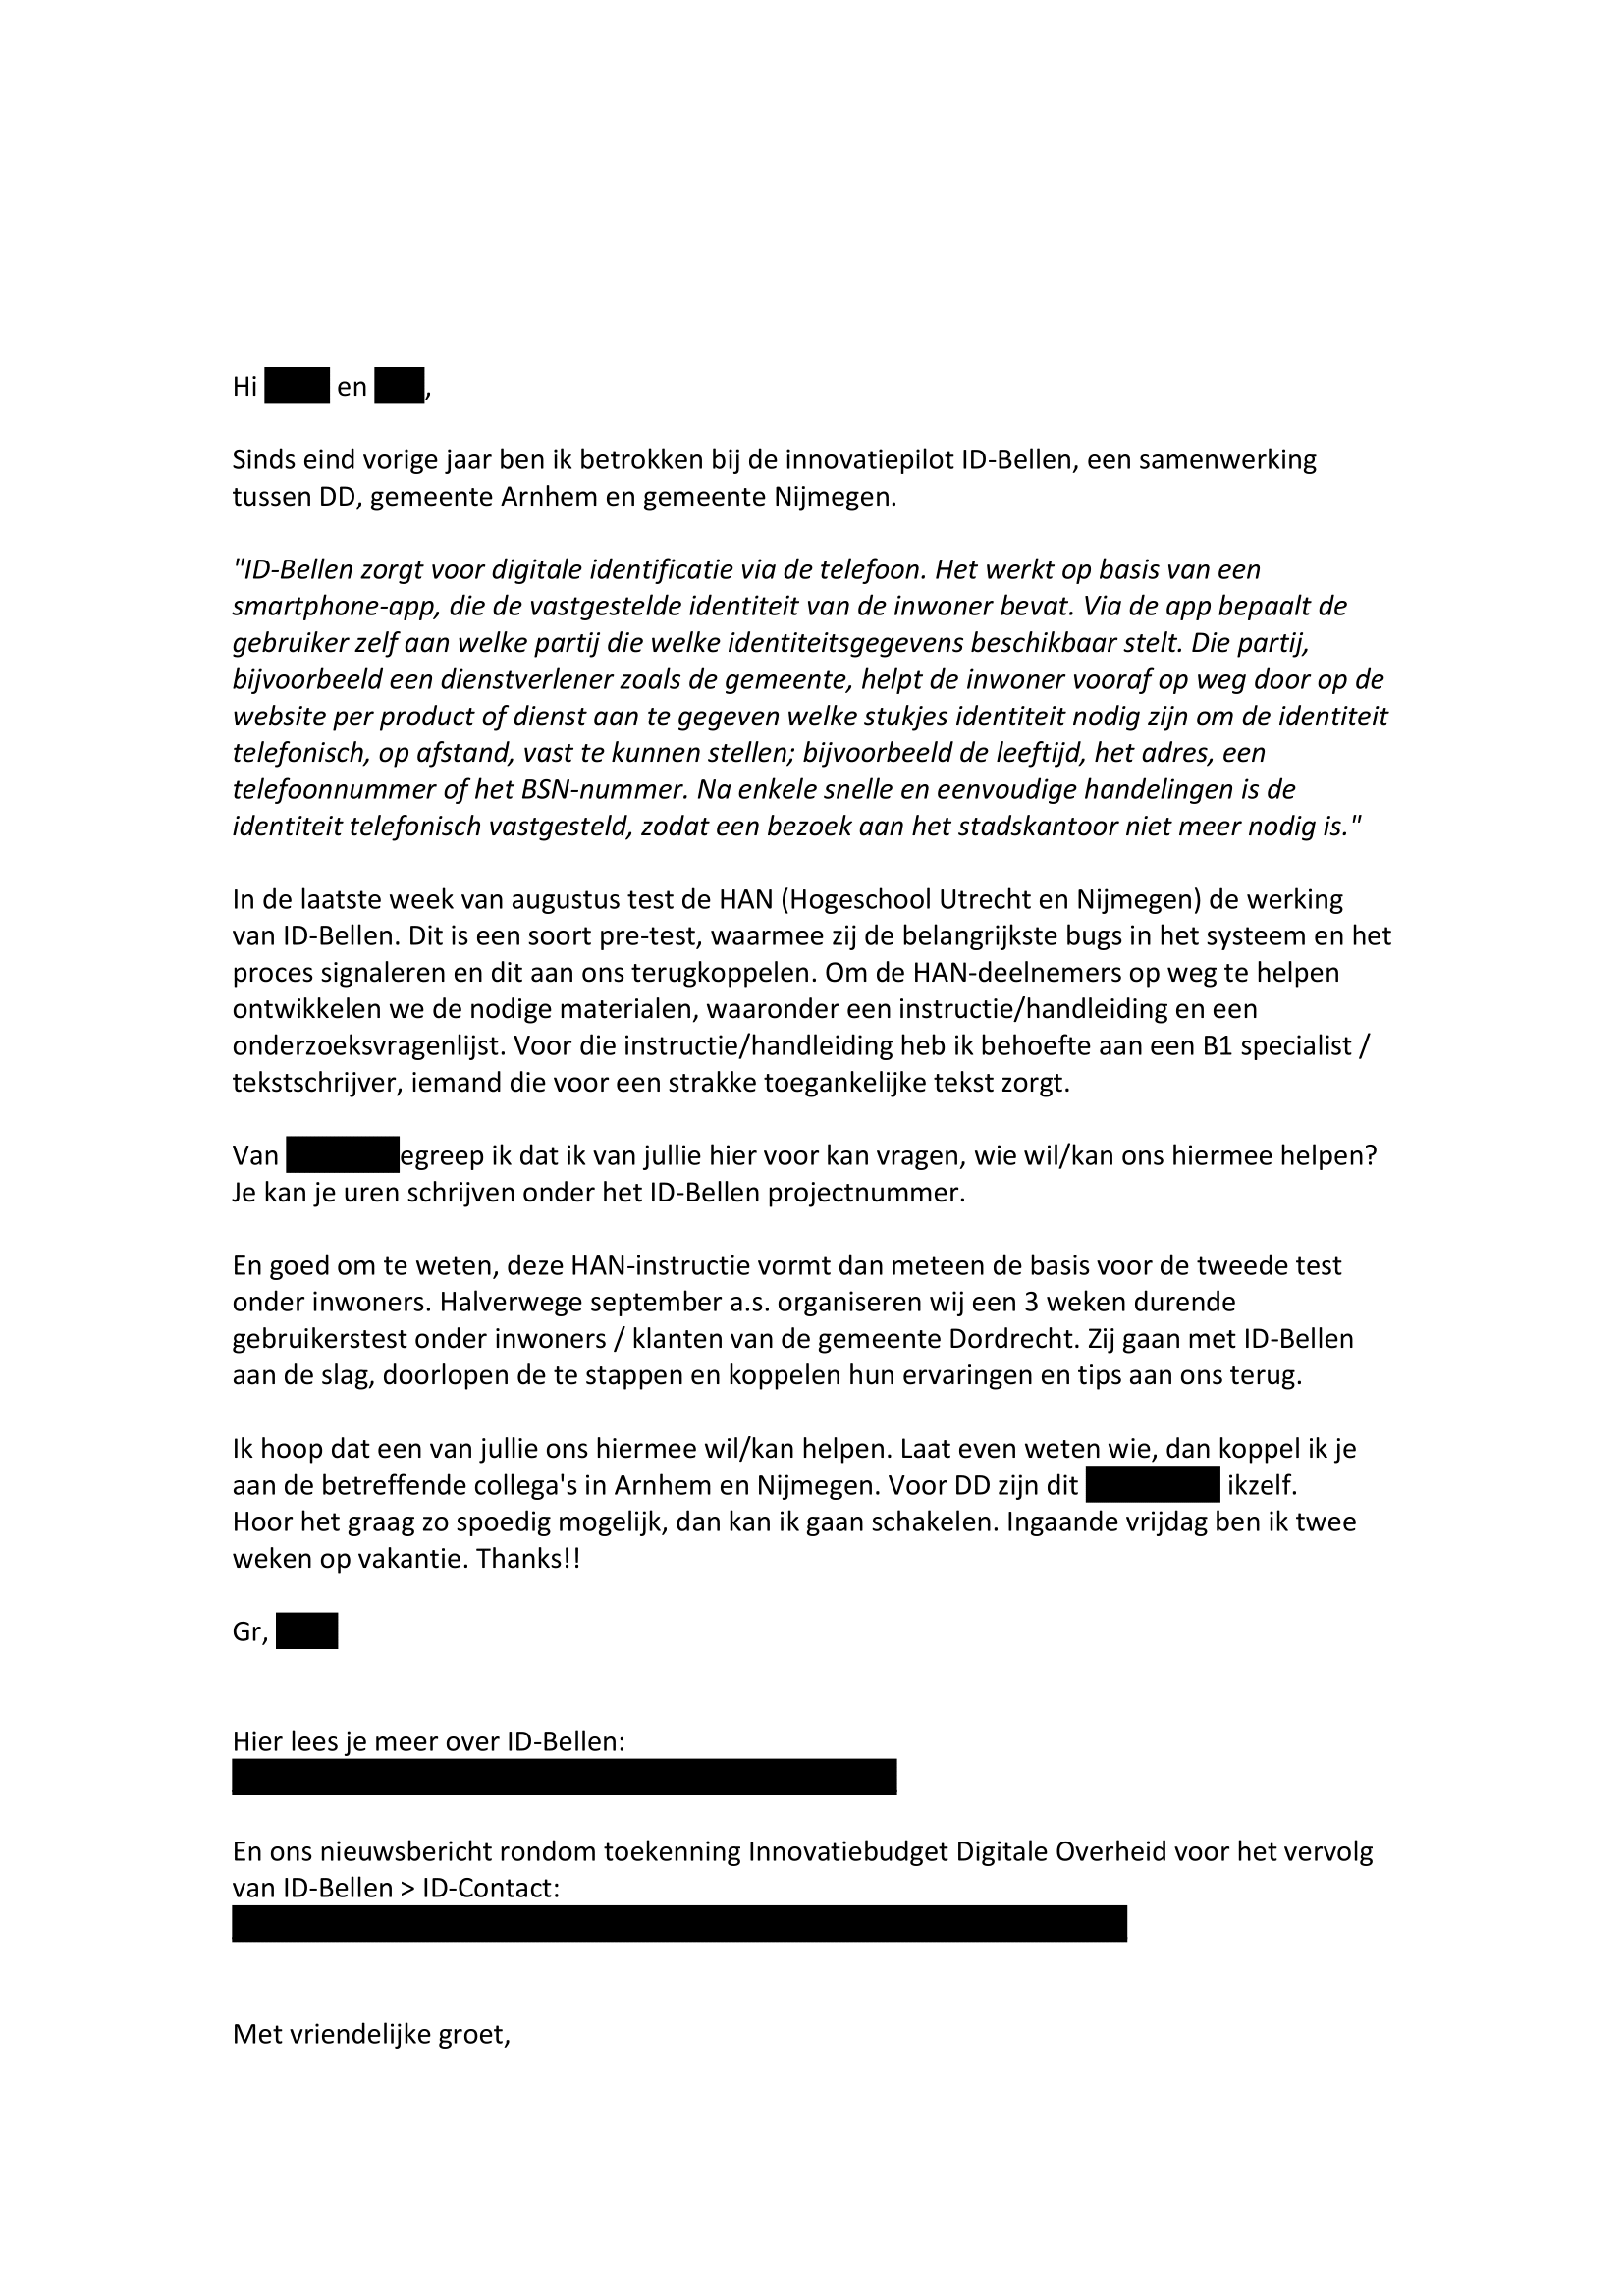 Hi en ,
Sinds eind vorige jaar ben ik betrokken bij de innovatiepilot ID-Bellen, een samenwerking
tussen DD, gemeente Arnhem en gemeente Nijmegen.
"ID-Bellen zorgt voor digitale identificatie via de telefoon. Het werkt op basis van een
smartphone-app, die de vastgestelde identiteit van de inwoner bevat. Via de app bepaalt de
gebruiker zelf aan welke partij die welke identiteitsgegevens beschikbaar stelt. Die partij,
bijvoorbeeld een dienstverlener zoals de gemeente, helpt de inwoner vooraf op weg door op de
website per product of dienst aan te gegeven welke stukjes identiteit nodig zijn om de identiteit
telefonisch, op afstand, vast te kunnen stellen; bijvoorbeeld de leeftijd, het adres, een
telefoonnummer of het BSN-nummer. Na enkele snelle en eenvoudige handelingen is de
identiteit telefonisch vastgesteld, zodat een bezoek aan het stadskantoor niet meer nodig is."
In de laatste week van augustus test de HAN (Hogeschool Utrecht en Nijmegen) de werking
van ID-Bellen. Dit is een soort pre-test, waarmee zij de belangrijkste bugs in het systeem en het
proces signaleren en dit aan ons terugkoppelen. Om de HAN-deelnemers op weg te helpen
ontwikkelen we de nodige materialen, waaronder een instructie/handleiding en een
onderzoeksvragenlijst. Voor die instructie/handleiding heb ik behoefte aan een B1 specialist /
tekstschrijver, iemand die voor een strakke toegankelijke tekst zorgt.
Van egreep ik dat ik van jullie hier voor kan vragen, wie wil/kan ons hiermee helpen?
Je kan je uren schrijven onder het ID-Bellen projectnummer.
En goed om te weten, deze HAN-instructie vormt dan meteen de basis voor de tweede test
onder inwoners. Halverwege september a.s. organiseren wij een 3 weken durende
gebruikerstest onder inwoners / klanten van de gemeente Dordrecht. Zij gaan met ID-Bellen
aan de slag, doorlopen de te stappen en koppelen hun ervaringen en tips aan ons terug.
Ik hoop dat een van jullie ons hiermee wil/kan helpen. Laat even weten wie, dan koppel ik je
aan de betreffende collega's in Arnhem en Nijmegen. Voor DD zijn dit ikzelf.
Hoor het graag zo spoedig mogelijk, dan kan ik gaan schakelen. Ingaande vrijdag ben ik twee
weken op vakantie. Thanks!!
Gr,
Hier lees je meer over ID-Bellen:
En ons nieuwsbericht rondom toekenning Innovatiebudget Digitale Overheid voor het vervolg
van ID-Bellen > ID-Contact:
Met vriendelijke groet,